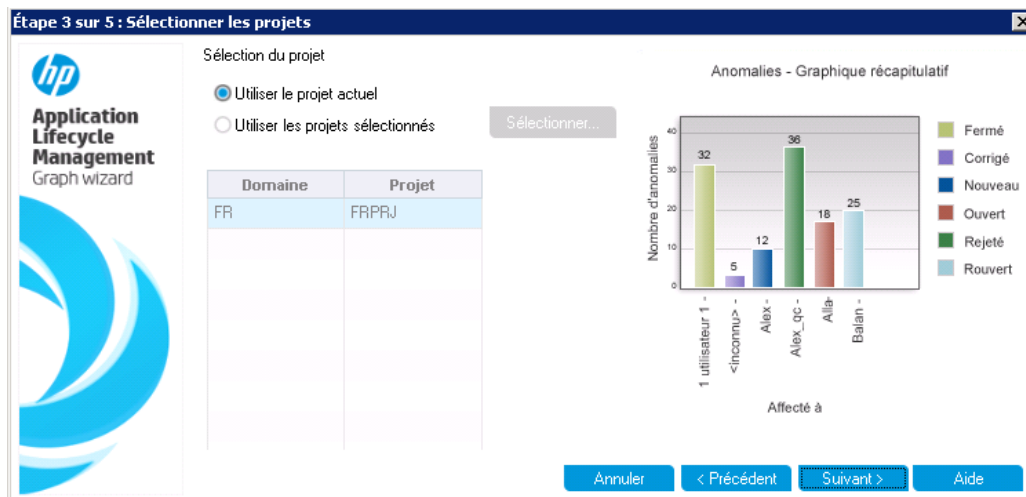 Étape 3 sur 5 : Sélectionner les projets
hp
Application
Lifecycle
Management
Graph wizard
Sélection du projet
Utiliser le projet actuel
Utiliser les projets sélectionnés
Sélectionner...
Domaine Projet
FR FRPRJ
Anomalies - Graphique récapitulatif
Nombre d'anomalies
40
20
20
10
0
32
5
12
36
18
25
1 utilisateur 1 -
<inconnu> -
Alex -
Alex_qc -
Alla-
Balan -
Affecté à
Fermé
Corrigé
Nouveau
Ouvert
Rejeté
Rouvert
Annuler
< Précédent
Suivant >
Aide